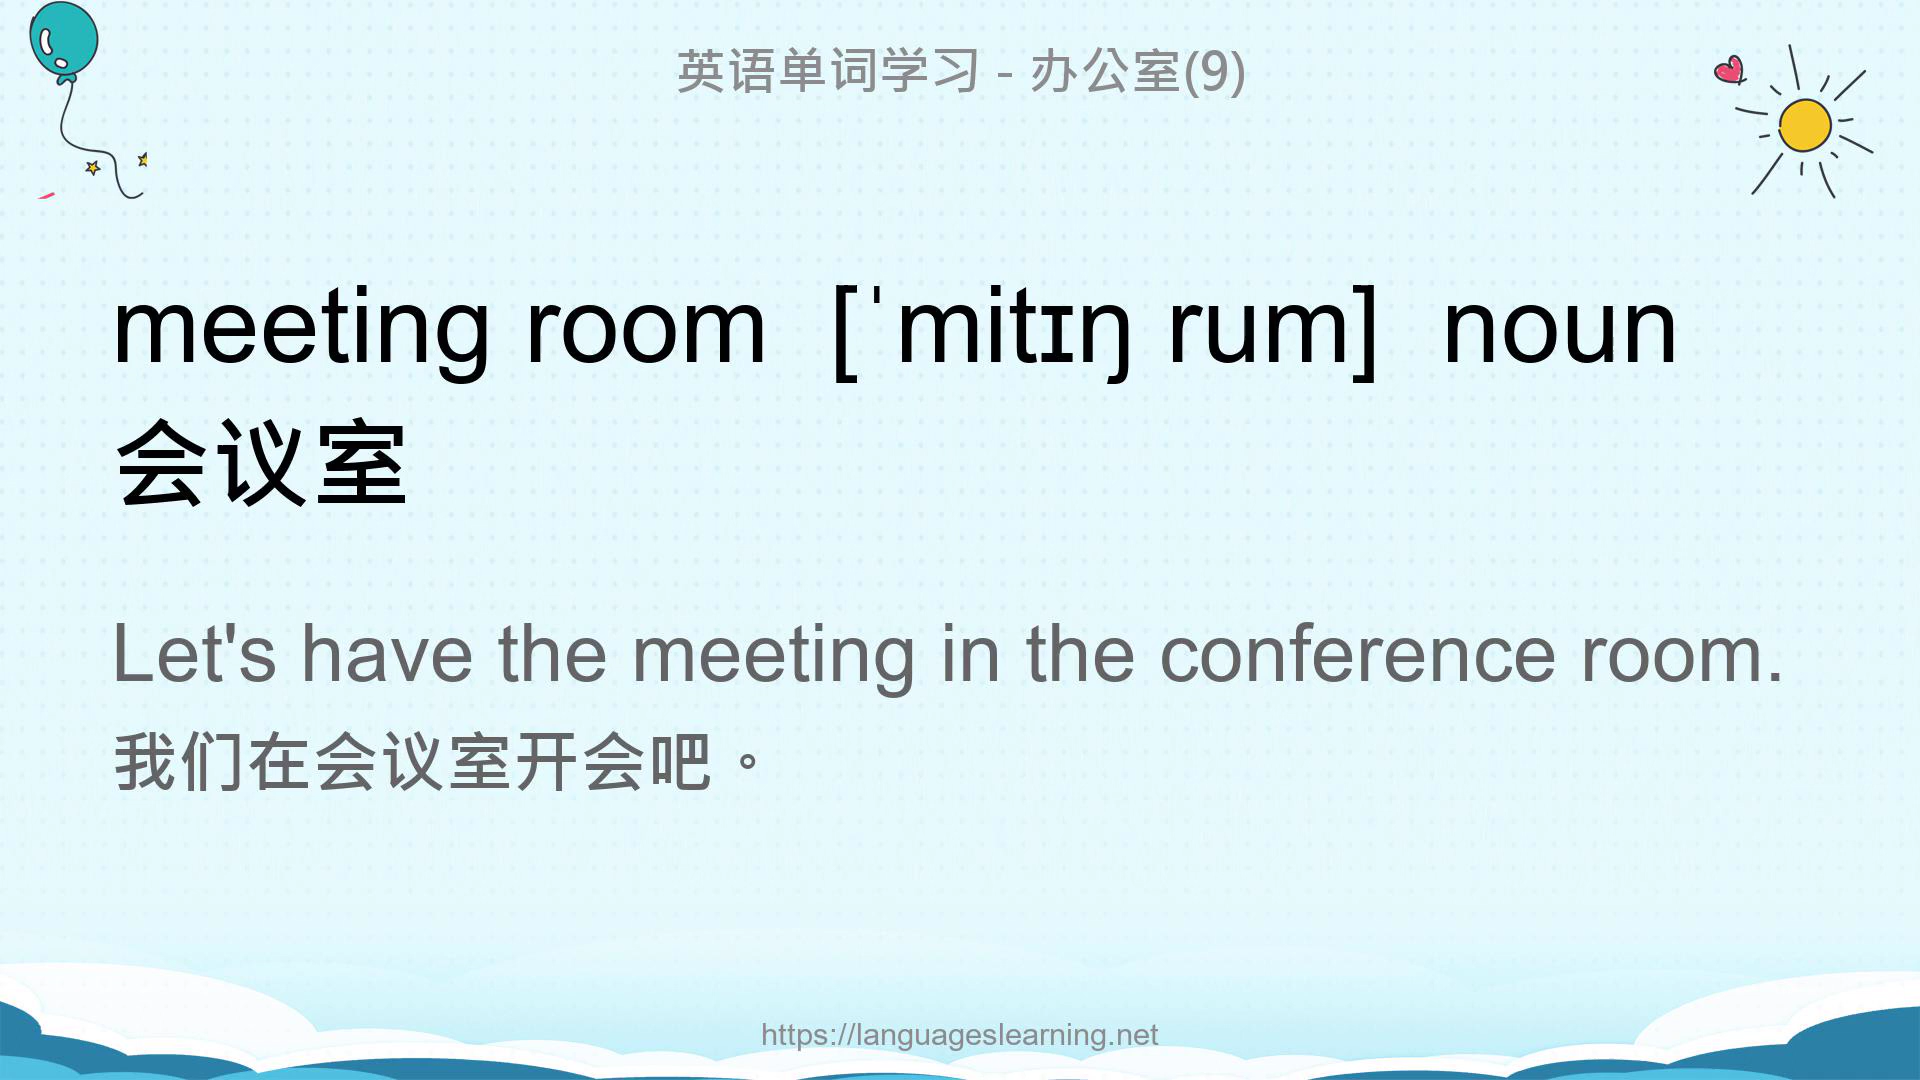 英语单词学习 - 办公室(9)
meeting room [ˈmitɪŋ rum] noun
会议室
Let's have the meeting in the conference room.
我们在会议室开会吧。
https://languageslearning.net